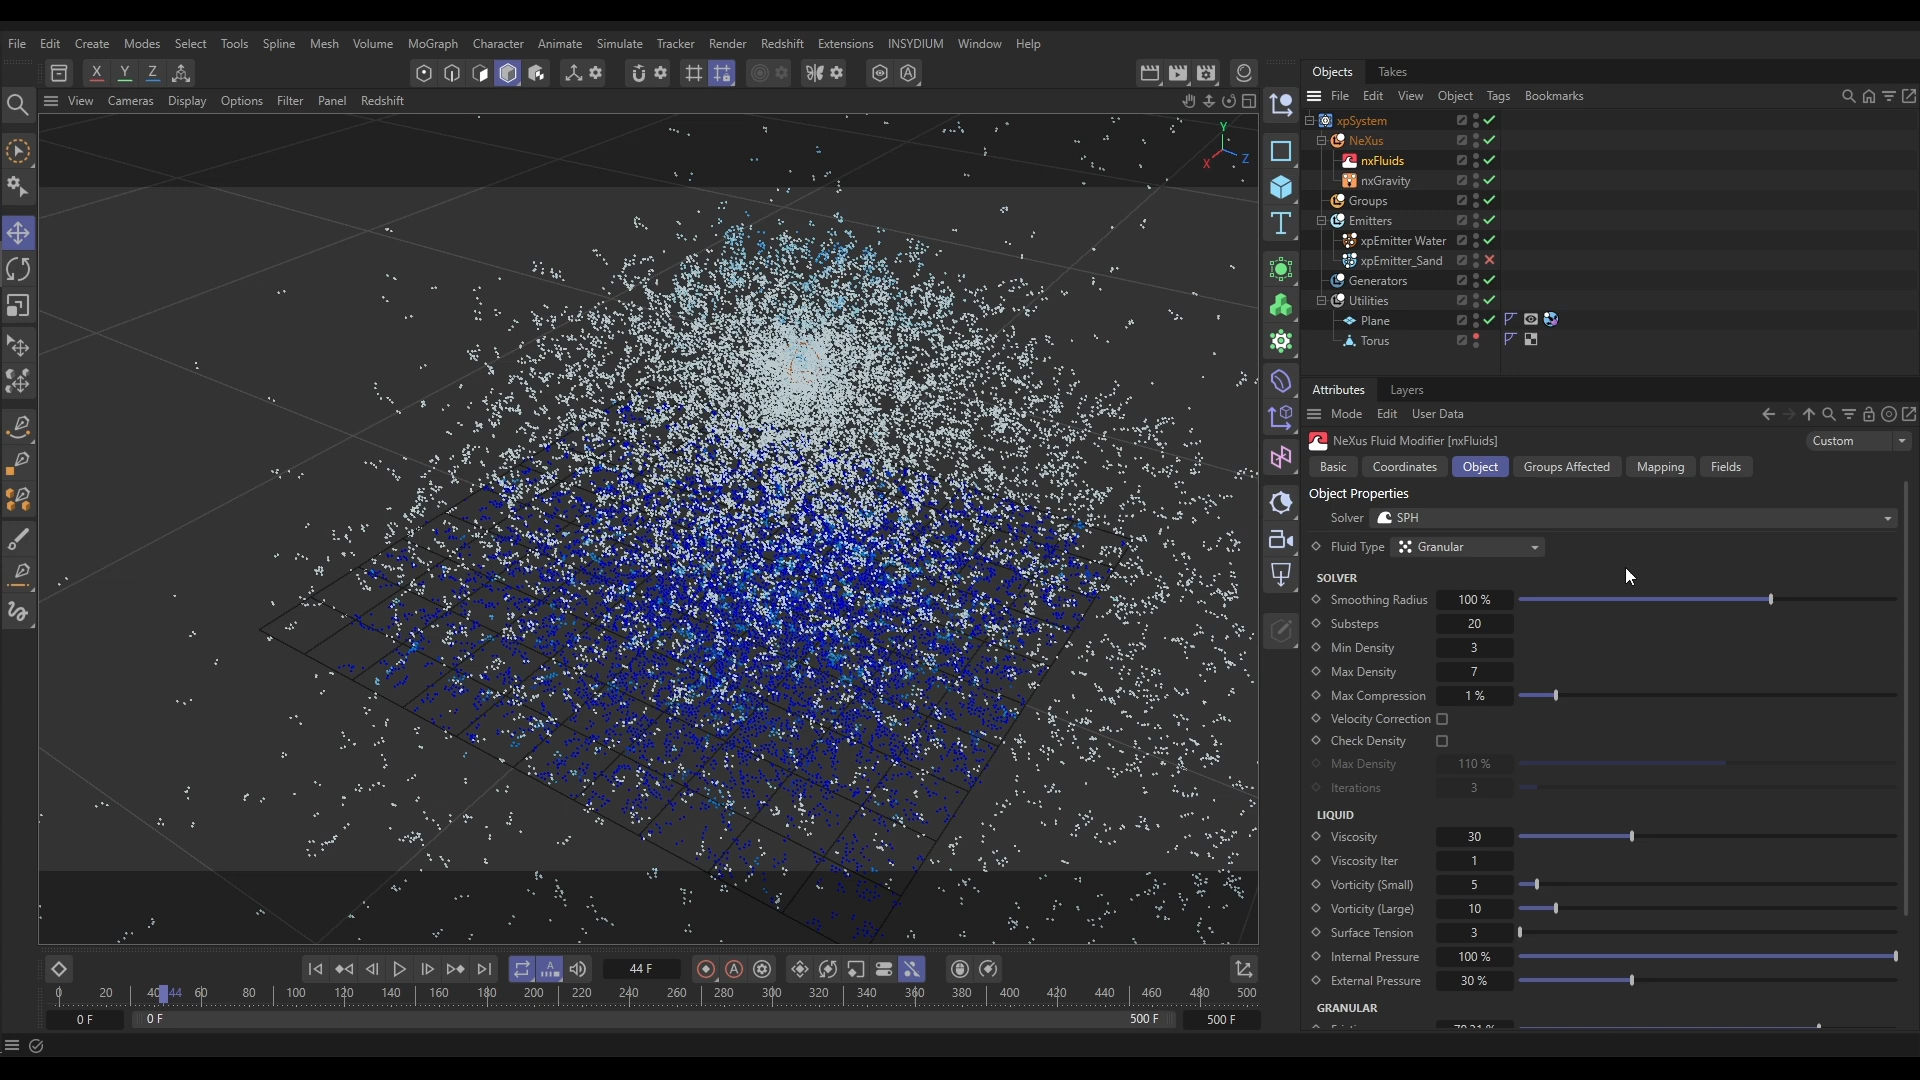 File Edit Create Modes Select Tools Spline Mesh Volume MoGraph Character Animate Simulate Tracker Render Redshift Extensions INSYDIUM Window Help
X Y Z
View Cameras Display Options Filter Panel Redshift
Y
X Z
Objects Takes
File Edit View Object Tags Bookmarks
xpSystem
NeXus
nxFluids
nxGravity
Groups
Emitters
xpEmitter Water
xpEmitter_Sand
Generators
Utilities
Plane
Torus
Attributes Layers
Mode Edit User Data
NeXus Fluid Modifier [nxFluids] Custom
Basic Coordinates Object Groups Affected Mapping Fields
Object Properties
Solver SPH
Fluid Type Granular
SOLVER
Smoothing Radius 100 %
Substeps 20
Min Density 3
Max Density 7
Max Compression 1 %
Velocity Correction
Check Density
Max Density 110 %
Iterations 3
LIQUID
Viscosity 30
Viscosity Iter 1
Vorticity (Small) 5
Vorticity (Large) 10
Surface Tension 3
Internal Pressure 100 %
External Pressure 30 %
GRANULAR
44 F
0 20 40 44 60 80 100 120 140 160 180 200 220 240 260 280 300 320 340 360 380 400 420 440 460 480 500
0 F 0 F 500 F 500 F